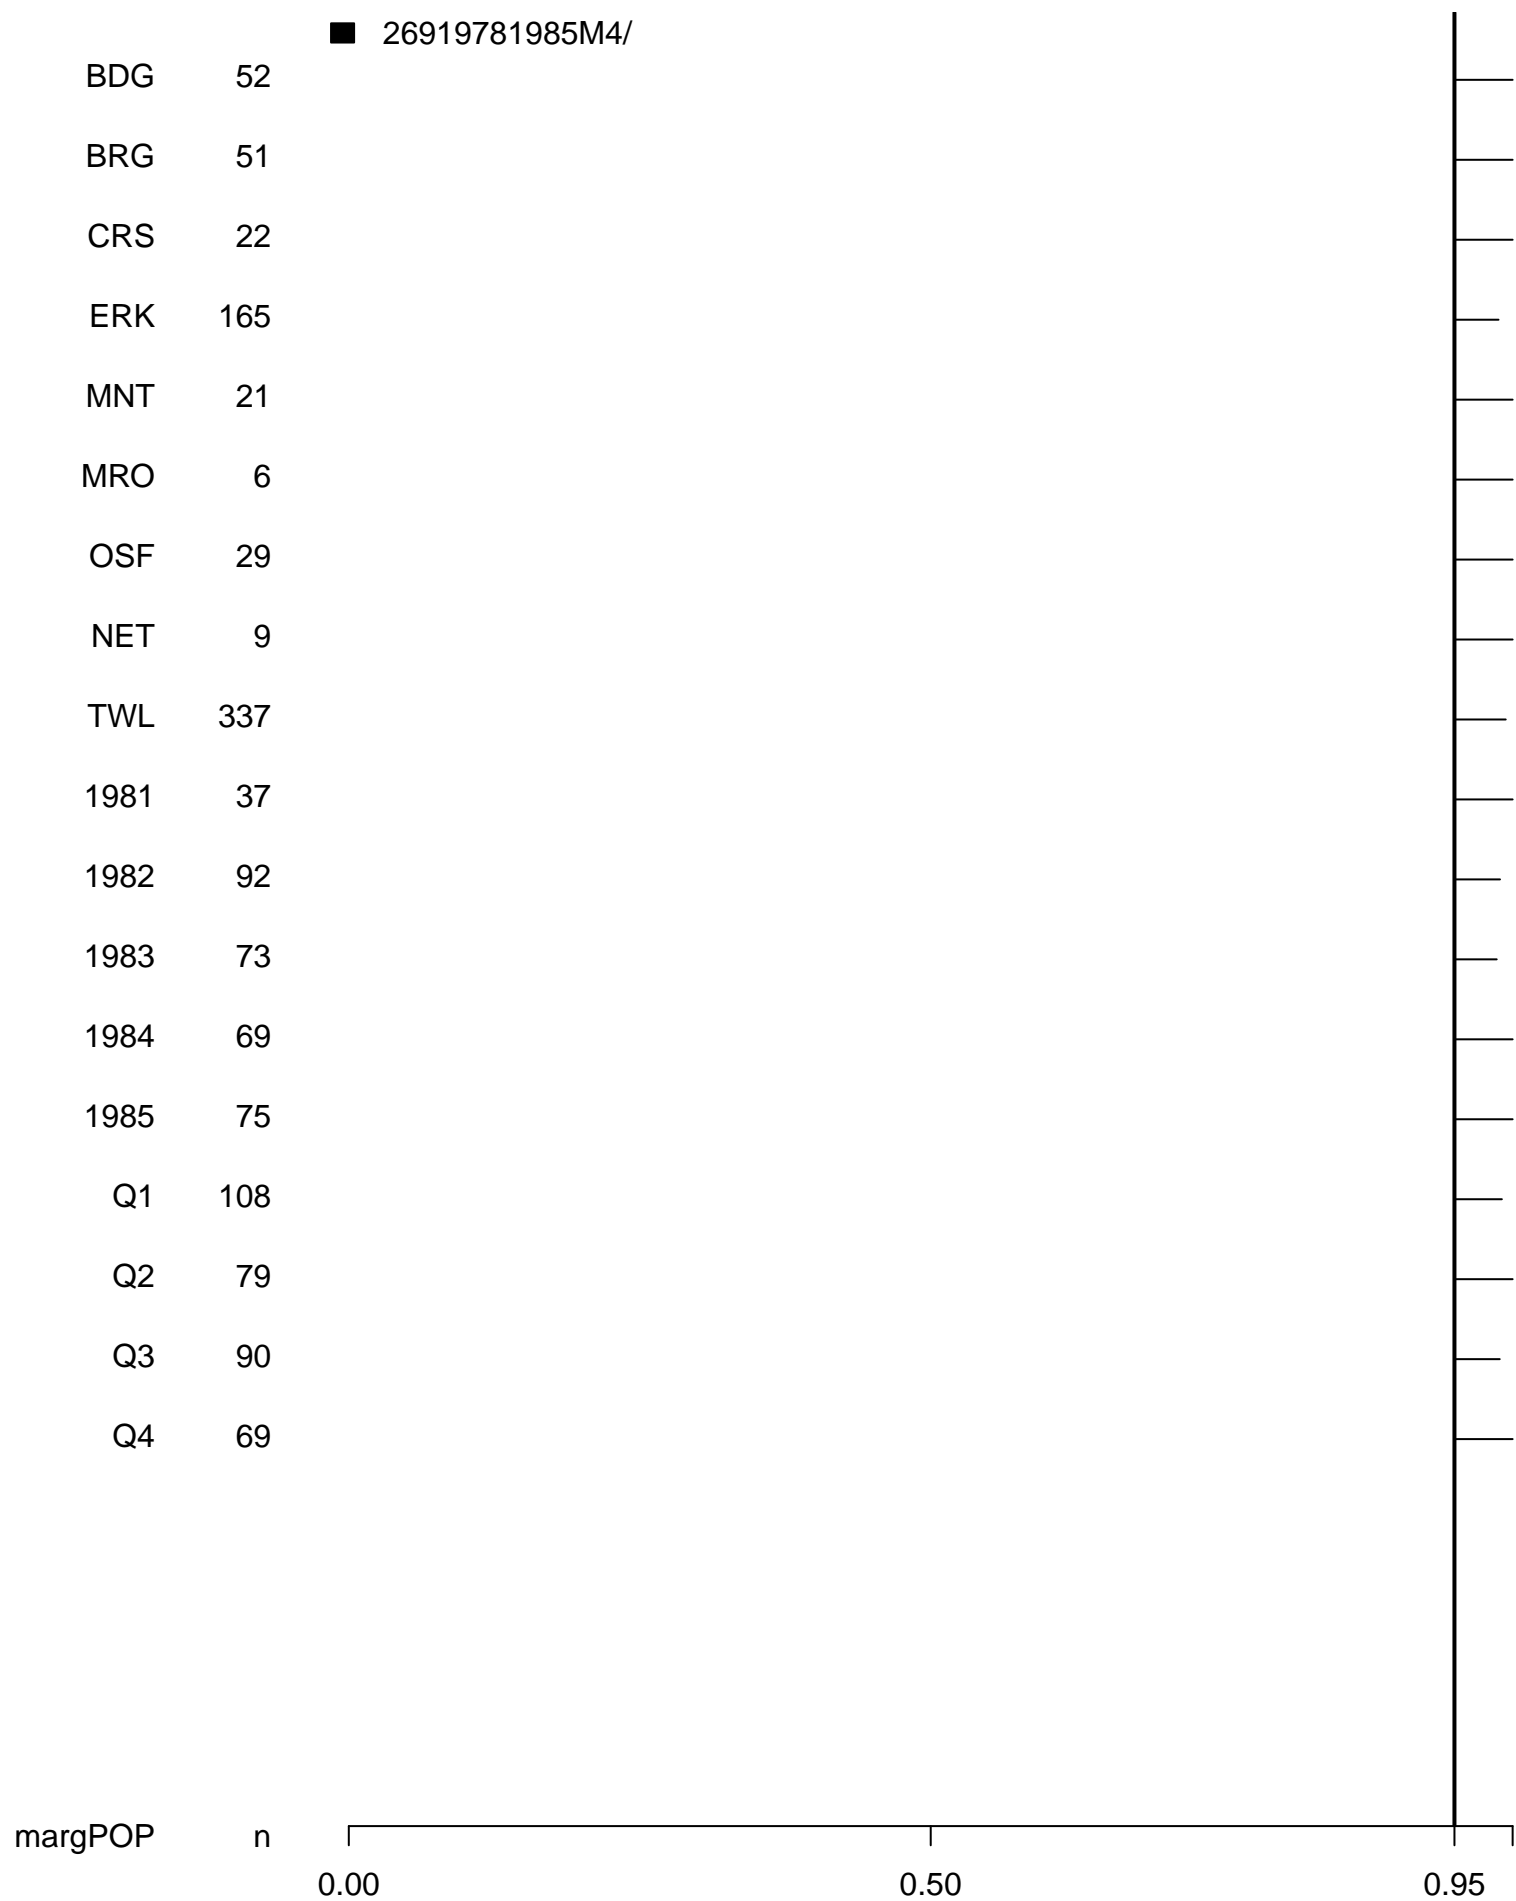 26919781985M4/
BDG 52
BRG 51
CRS 22
ERK 165
MNT 21
MRO 6
OSF 29
NET 9
TWL 337
1981 37
1982 92
1983 73
1984 69
1985 75
Q1 108
Q2 79
Q3 90
Q4 69
margPOP n
0.00 0.50 0.95